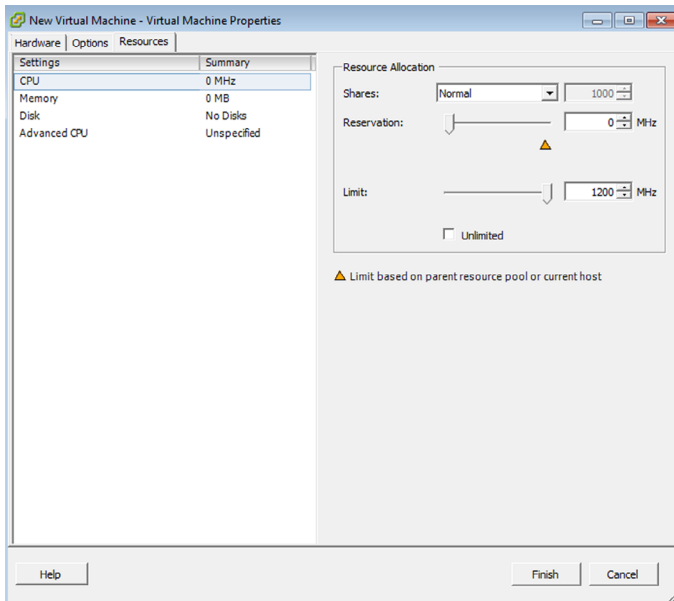 New Virtual Machine - Virtual Machine Properties
Hardware Options Resources
Settings Summary
CPU 0 MHz
Memory 0 MB
Disk No Disks
Advanced CPU Unspecified
Resource Allocation
Shares: Normal 1000
Reservation: 0 MHz
Limit: 1200 MHz
Unlimited
Limit based on parent resource pool or current host
Help Finish Cancel